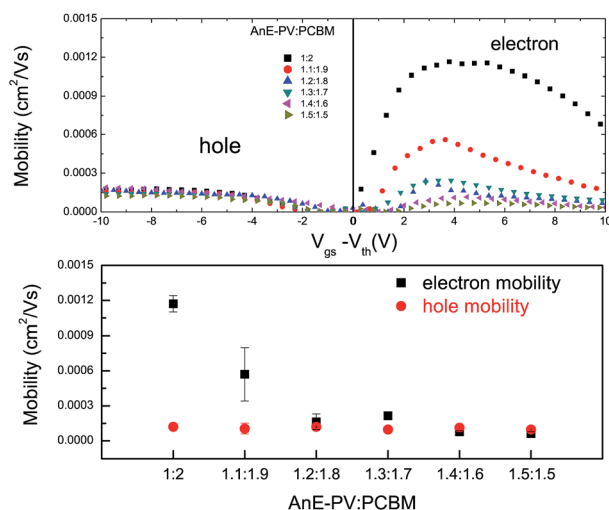 AnE-PV:PCBM
1:2
1.1:1.9
1.2:1.8
1.3:1.7
1.4:1.6
1.5:1.5
electron
hole
Mobility (cm²/Vs)
0.0015
0.0012
0.0009
0.0006
0.0003
0.0000
-10 -8 -6 -4 -2 0 2 4 6 8 10
V_gs -V_th(V)
electron mobility
hole mobility
Mobility (cm²/Vs)
0.0015
0.0012
0.0009
0.0006
0.0003
0.0000
1:2 1.1:1.9 1.2:1.8 1.3:1.7 1.4:1.6 1.5:1.5
AnE-PV:PCBM